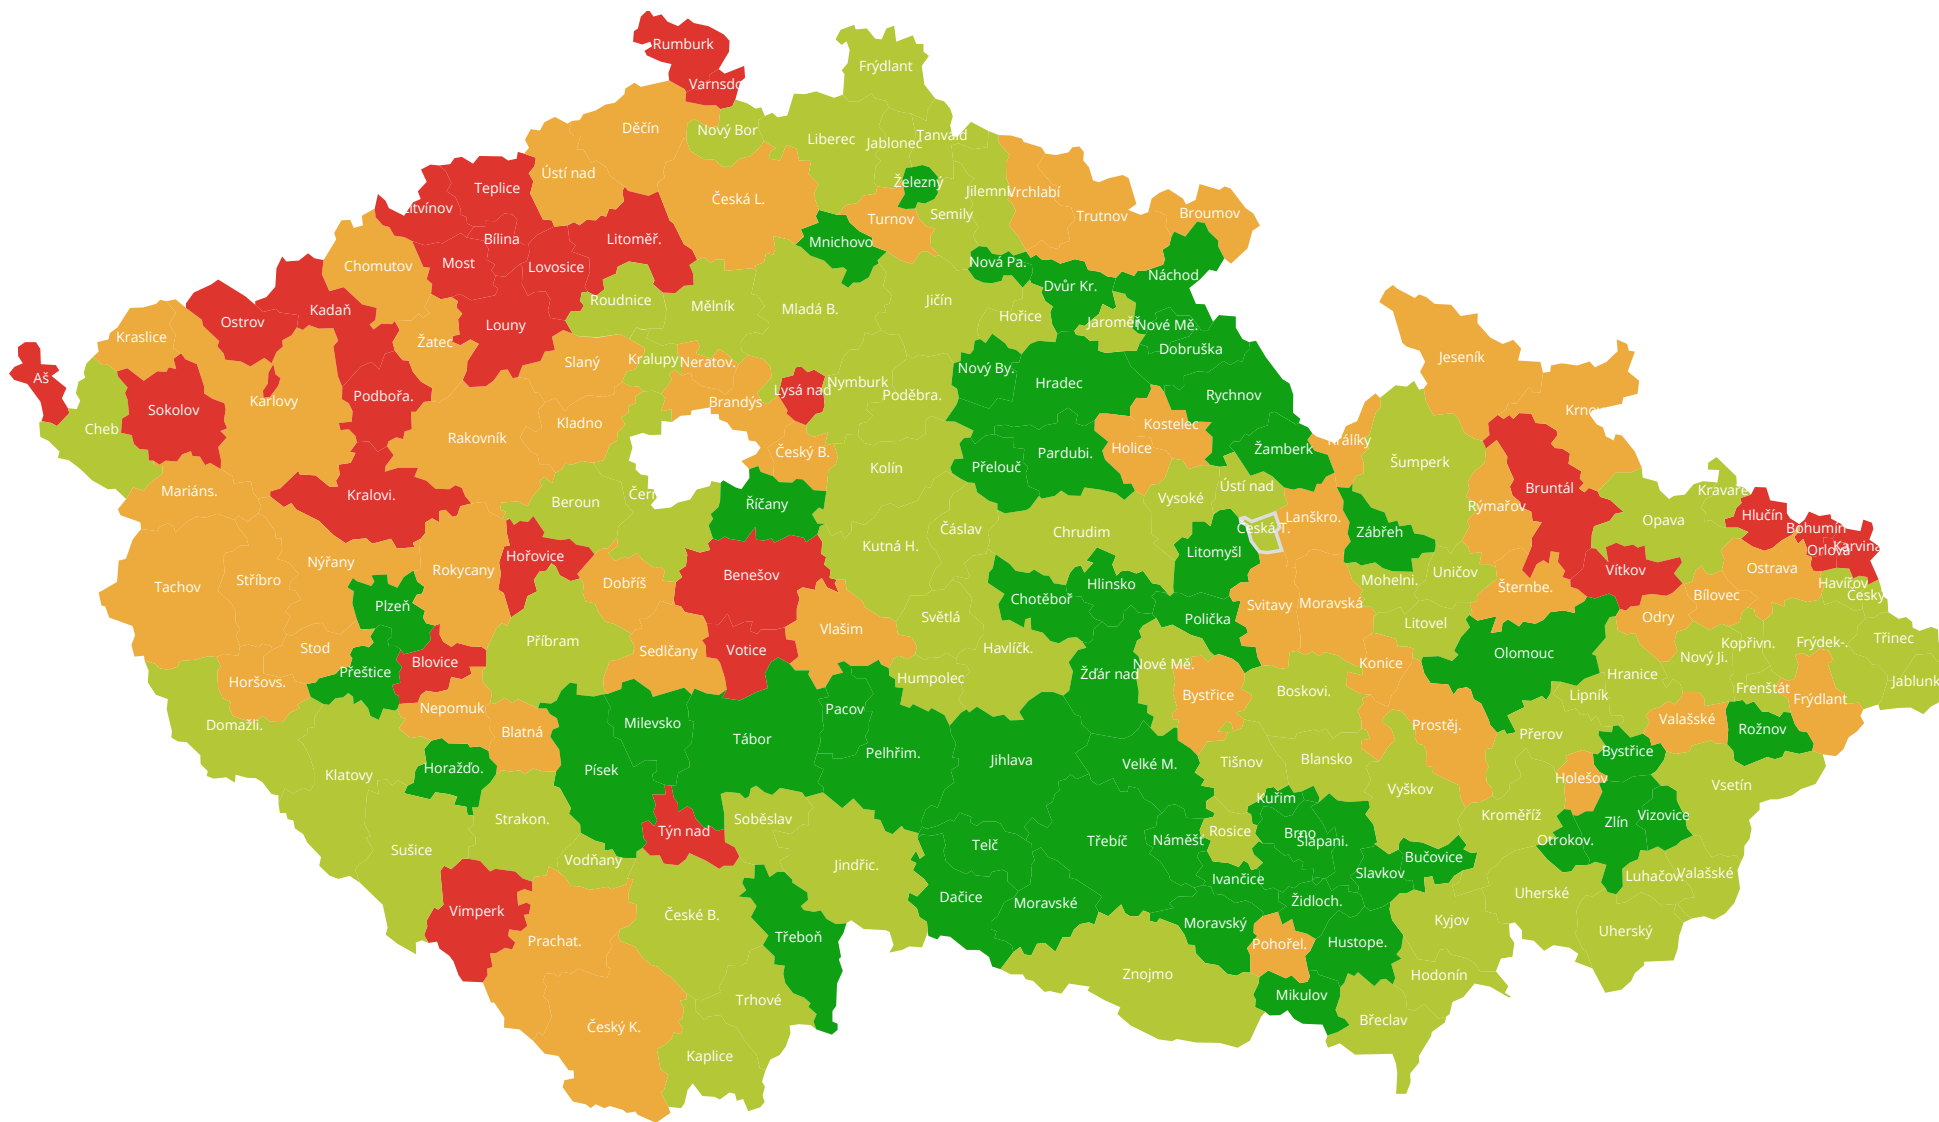 Rumburk
Frýdlant
Varnsdo
Děčín
Nový Bor
Liberec
Jablonec
Tanvald
Ústí nad
Teplice
Česká L.
Železný
Jilemni
Vrchlabí
Litvínov
Turnov
Semily
Trutnov
Broumov
Bílina
Litoměř.
Mnichovo
Chomutov
Most
Lovosice
Nová Pa.
Náchod
Dvůr Kr.
Kadaň
Ostrov
Louny
Roudnice
Mělník
Mladá B.
Jičín
Hořice
Jaroměř
Nové Mě.
Kraslice
Žatec
Slaný
Kralupy
Neratov.
Dobruška
Jeseník
Aš
Sokolov
Karlovy
Podbořa.
Lysá nad
Nymburk
Poděbra.
Nový By.
Hradec
Rychnov
Brandýs
Krnov
Cheb
Rakovník
Kladno
Český B.
Kostelec
Holice
Žamberk
Králíky
Kolín
Přelouč
Pardubi.
Šumperk
Mariáns.
Kralovi.
Beroun
Říčany
Vysoké
Ústí nad
Bruntál
Kravaře
Rýmařov
Opava
Hlučín
Bohumín
Čáslav
Chrudim
Česká T.
Lanškro.
Zábřeh
Kutná H.
Litomyšl
Orlová
Karviná
Hořovice
Nýřany
Rokycany
Benešov
Dobříš
Tachov
Stříbro
Hlinsko
Mohelni.
Uničov
Šternbe.
Vítkov
Ostrava
Havířov
Český
Plzeň
Chotěboř
Svitavy
Moravská
Bílovec
Světlá
Polička
Litovel
Odry
Vlašim
Příbram
Sedlčany
Votice
Stod
Havlíčk.
Olomouc
Kopřivn.
Frýdek-.
Třinec
Blovice
Přeštice
Horšovs.
Humpolec
Žďár nad
Nové Mě.
Konice
Nový Ji.
Hranice
Jablunk
Nepomuk
Bystřice
Boskovi.
Lipník
Frenštát
Frýdlant
Domažli.
Blatná
Milevsko
Pacov
Tábor
Prostěj.
Přerov
Valašské
Rožnov
Pelhřim.
Jihlava
Velké M.
Tišnov
Blansko
Bystřice
Klatovy
Horažďo.
Písek
Vyškov
Holešov
Vsetín
Kuřim
Strakon.
Soběslav
Týn nad
Rosice
Brno
Šlapani.
Kroměříž
Zlín
Vizovice
Sušice
Vodňany
Jindřic.
Telč
Třebíč
Náměšť
Bučovice
Otrokov.
Slavkov
Ivančice
Luhačov.
Valašské
Vimperk
České B.
Dačice
Moravské
Židloch.
Uherské
Kyjov
Moravský
Prachat.
Třeboň
Pohořel.
Hustope.
Uherský
Znojmo
Hodonín
Trhové
Mikulov
Český K.
Břeclav
Kaplice